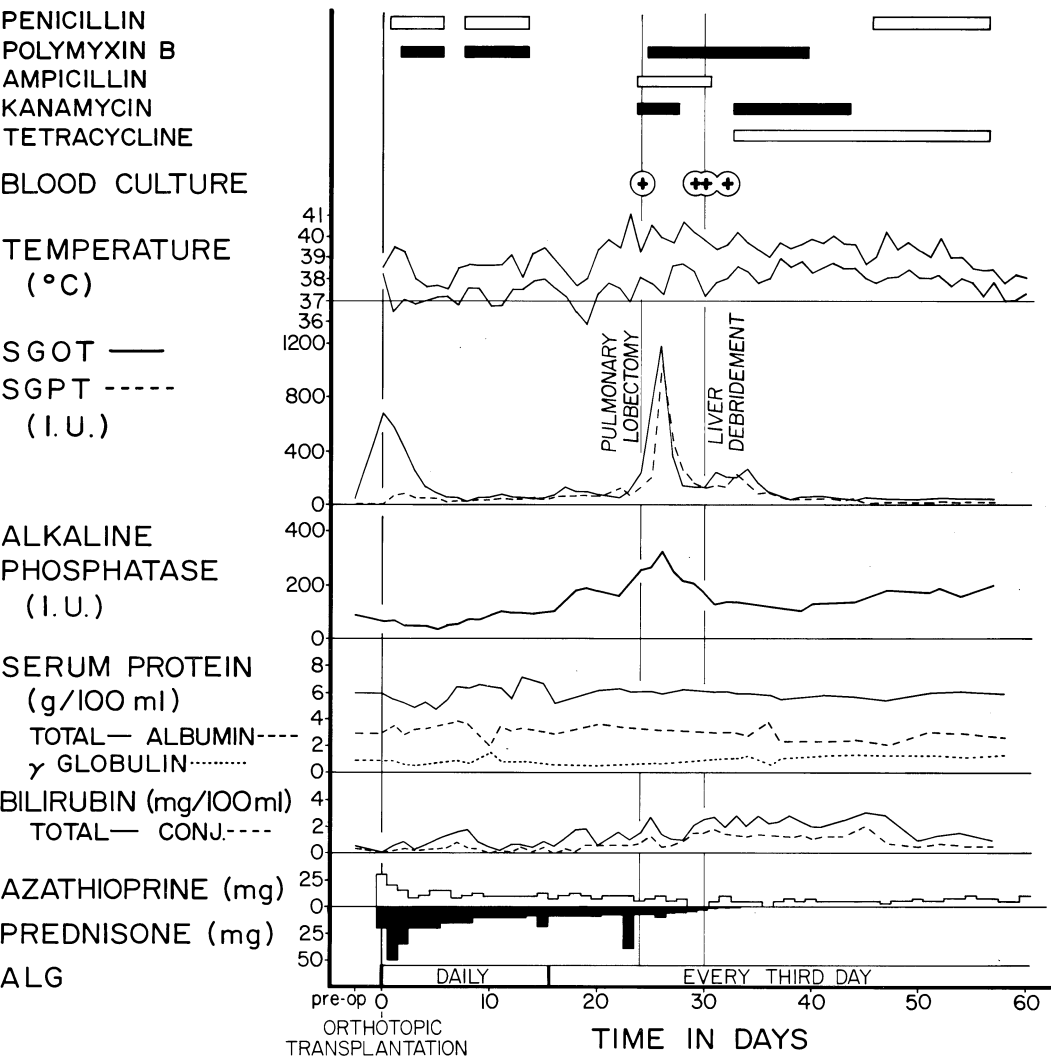 PENICILLIN
POLYMYXIN B
AMPICILLIN
KANAMYCIN
TETRACYCLINE
BLOOD CULTURE
+ + + +
TEMPERATURE
(°C)
41
40
39
38
37
36
SGOT
SGPT
(I.U.)
1200
800
400
0
PULMONARY
LOBECTOMY
LIVER
DEBRIDEMENT
ALKALINE
PHOSPHATASE
(I.U.)
400
200
0
SERUM PROTEIN
(g/100 ml)
TOTAL— ALBUMIN----
γ GLOBULIN........
8
6
4
2
0
BILIRUBIN (mg/100ml)
TOTAL— CONJ.----
4
2
0
AZATHIOPRINE (mg)
25
0
PREDNISONE (mg)
25
50
ALG
DAILY
EVERY THIRD DAY
pre-op 0 10 20 30 40 50 60
ORTHOTOPIC
TRANSPLANTATION
TIME IN DAYS